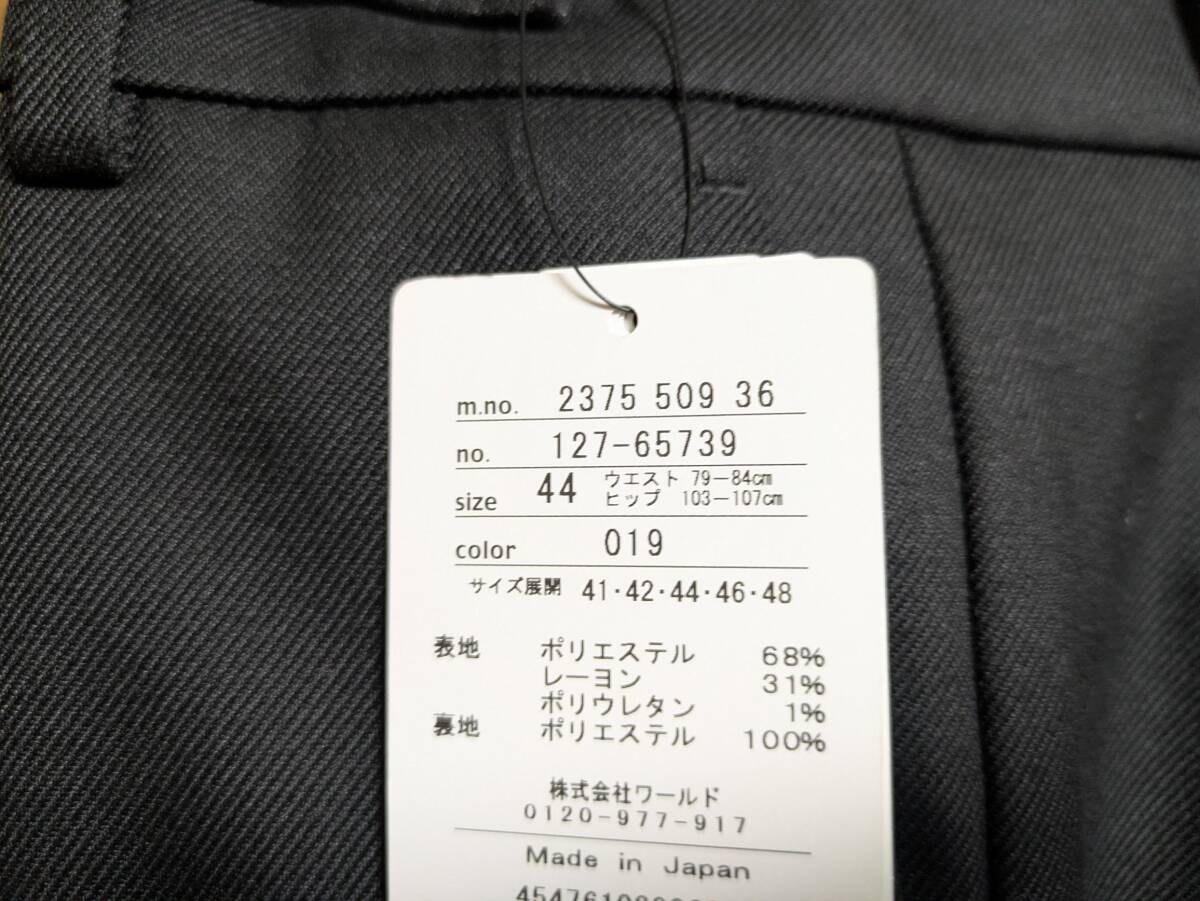 m.no. 2375 509 36
no. 127-65739
size 44 ウエスト 79-84㎝
ヒップ 103-107㎝
color 019
サイズ展開 41・42・44・46・48
表地 ポリエステル 68%
レーヨン 31%
ポリウレタン 1%
裏地 ポリエステル 100%
株式会社ワールド
0120-977-917
Made in Japan